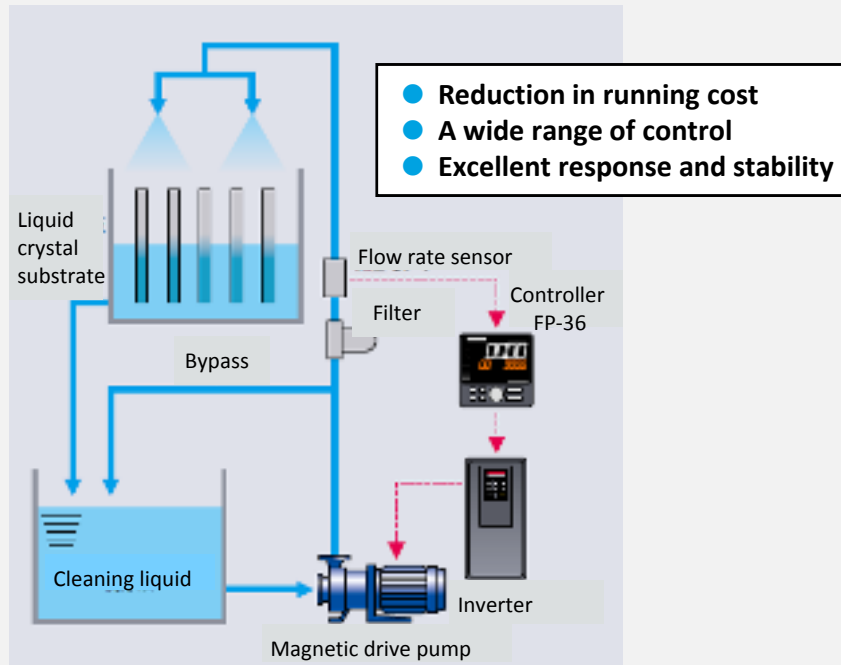 Reduction in running cost
A wide range of control
Excellent response and stability
Liquid
crystal
substrate
Flow rate sensor
Controller
FP-36
Filter
Bypass
Cleaning liquid
Inverter
Magnetic drive pump